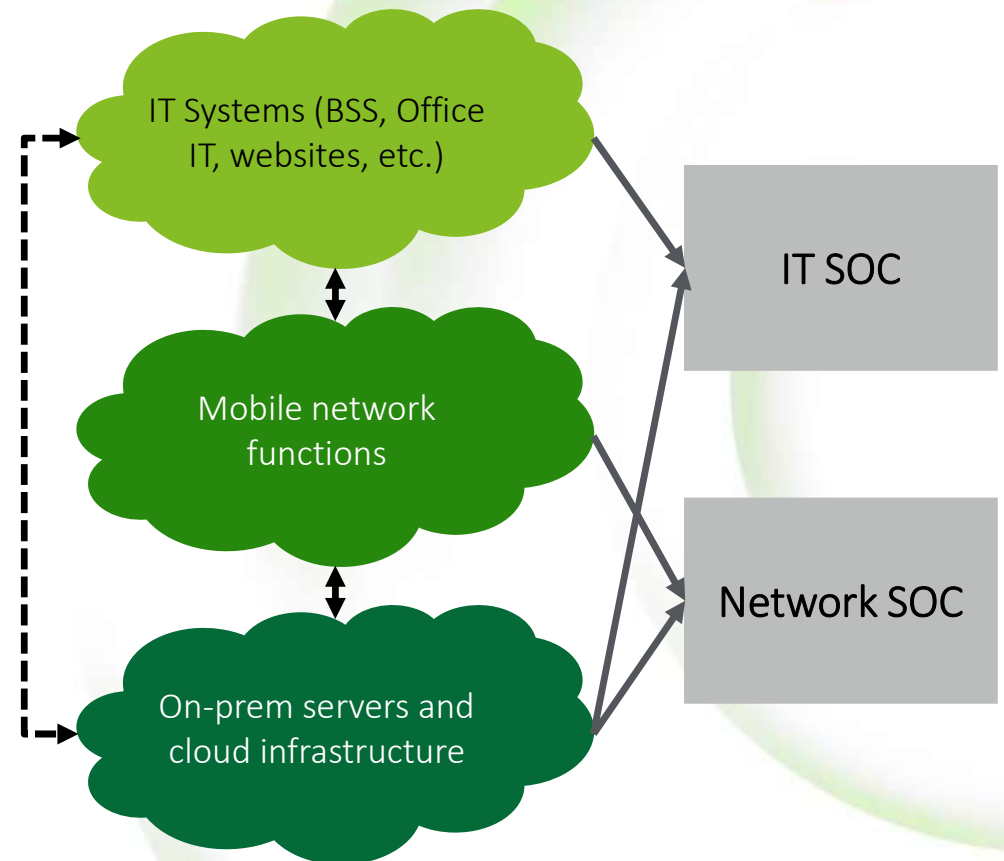 IT Systems (BSS, Office
IT, websites, etc.)
IT SOC
Mobile network
functions
Network SOC
On-prem servers and
cloud infrastructure